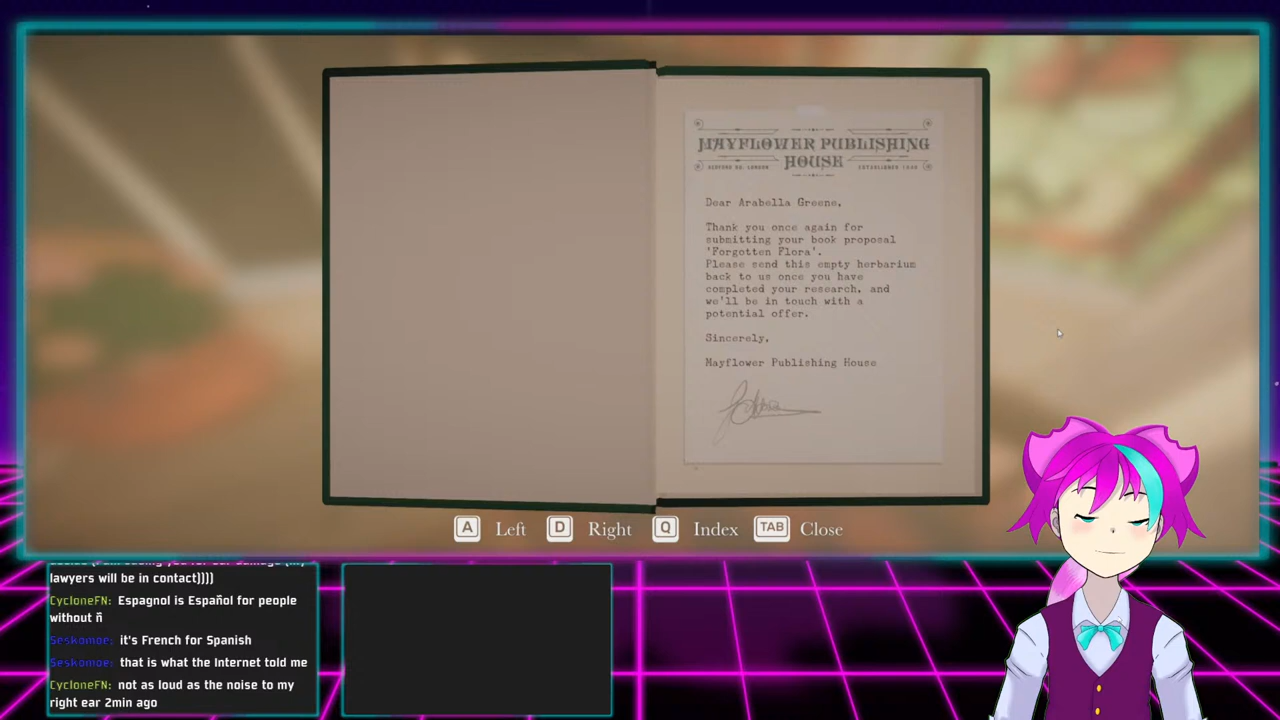 MAYFLOWER PUBLISHING
HOUSE
Dear Arabella Greene,
Thank you once again for
submitting your book proposal
'Forgotten Flora'.
Please send this empty herbarium
back to us once you have
completed your research, and
we'll be in touch with a
potential offer.
Sincerely,
Mayflower Publishing House
A Left D Right Q Index TAB Close
lawyers will be in contact))))
CycloneFN: Espagnol is Español for people
without ñ
Seskomoe: it's French for Spanish
Seskomoe: that is what the Internet told me
CycloneFN: not as loud as the noise to my
right ear 2min ago